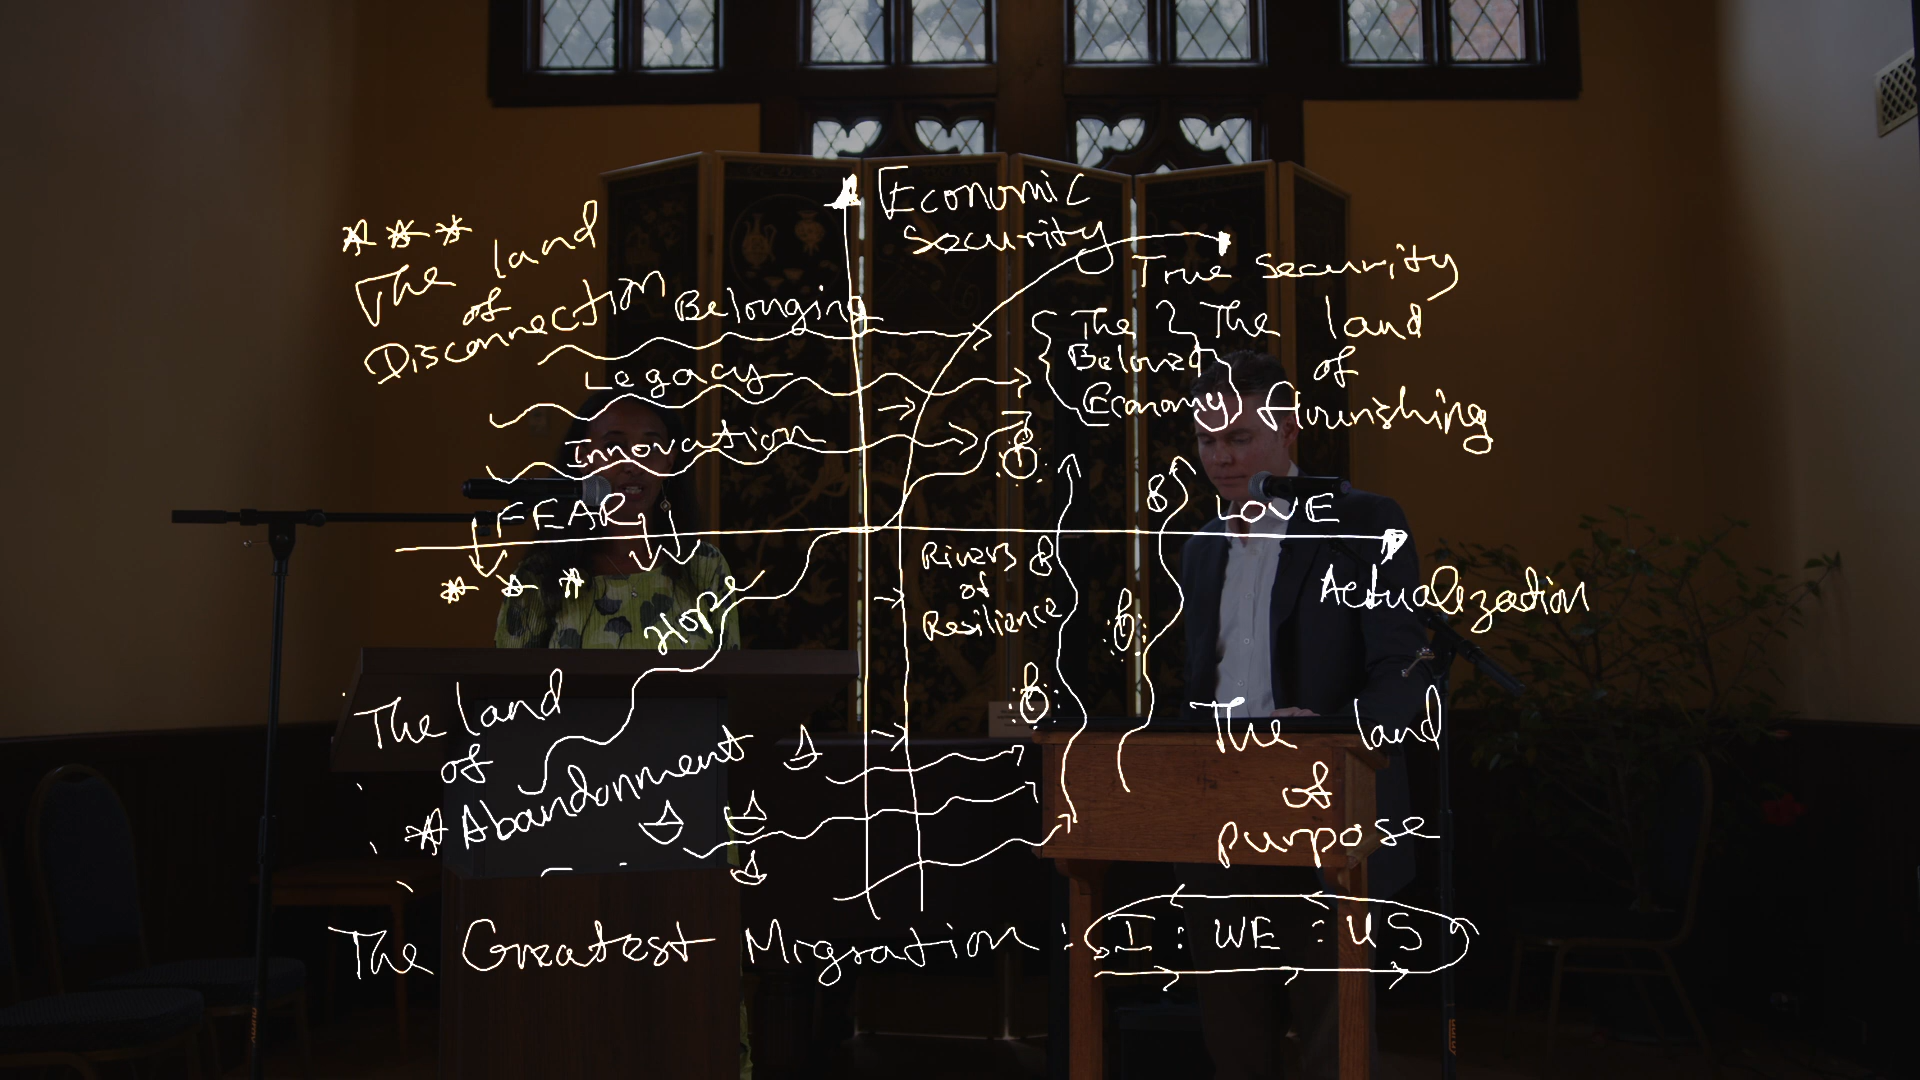 Economic
Security
The land
of
Disconnection
Belonging
Legacy
Innovation
FEAR
True security
The
Beloved
Economy
The land
of
flourishing
LOVE
Actualization
Rivers
of
Resilience
Hope
The land
of
Abandonment
The land
of
purpose
The Greatest Migration : I : WE : US